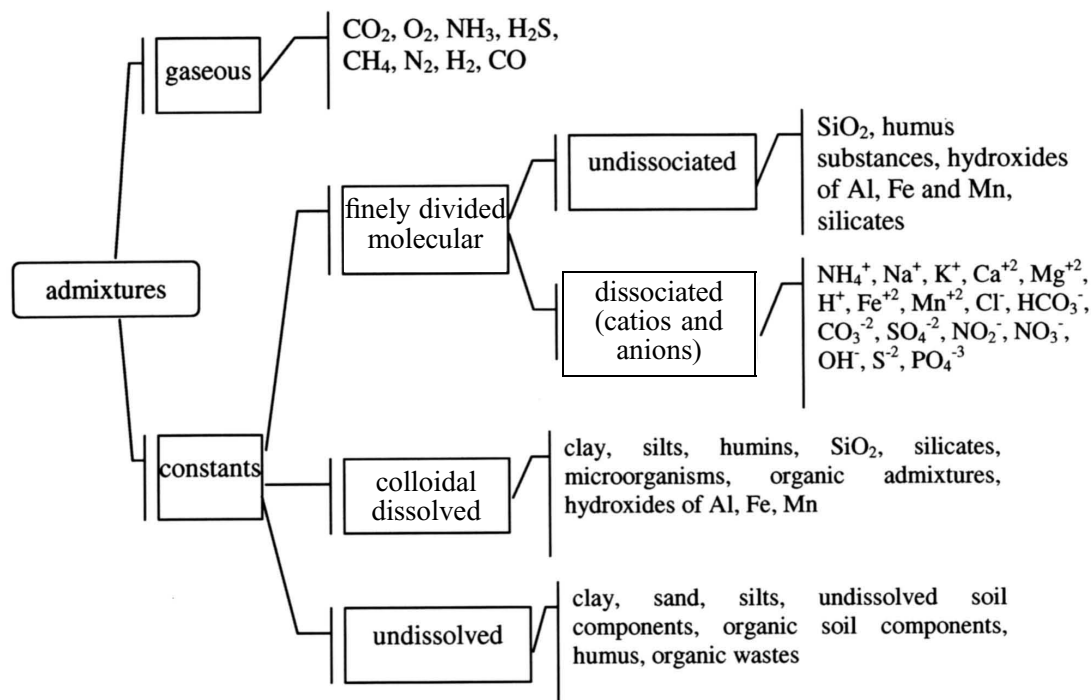 CO₂, O₂, NH₃, H₂S,
CH₄, N₂, H₂, CO
gaseous
SiO₂, humus
substances, hydroxides
of Al, Fe and Mn,
silicates
undissociated
finely divided
molecular
admixtures
dissociated
(catios and
anions)
NH₄⁺, Na⁺, K⁺, Ca⁺², Mg⁺²,
H⁺, Fe⁺², Mn⁺², Cl⁻, HCO₃⁻,
CO₃⁻², SO₄⁻², NO₂⁻, NO₃⁻,
OH⁻, S⁻², PO₄⁻³
constants
colloidal
dissolved
clay, silts, humins, SiO₂, silicates,
microorganisms, organic admixtures,
hydroxides of Al, Fe, Mn
undissolved
clay, sand, silts, undissolved soil
components, organic soil components,
humus, organic wastes